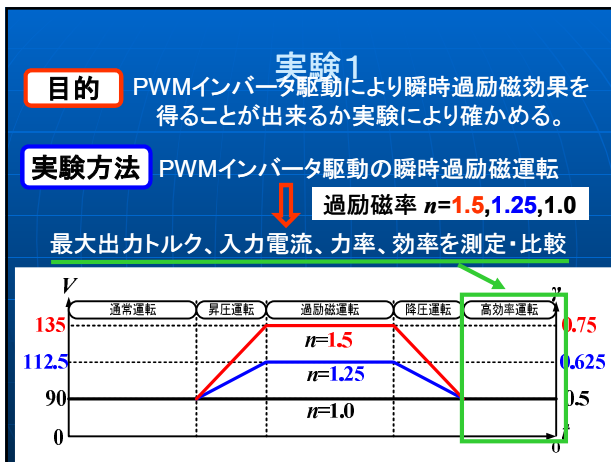 実験１
目的
PWMインバータ駆動により瞬時過励磁効果を
得ることが出来るか実験により確かめる。
実験方法
PWMインバータ駆動の瞬時過励磁運転
過励磁率 n=1.5,1.25,1.0
最大出力トルク、入力電流、力率、効率を測定・比較
V
通常運転 昇圧運転 過励磁運転 降圧運転 高効率運転
135 0.75
n=1.5
112.5 0.625
n=1.25
90 0.5
n=1.0
0
0